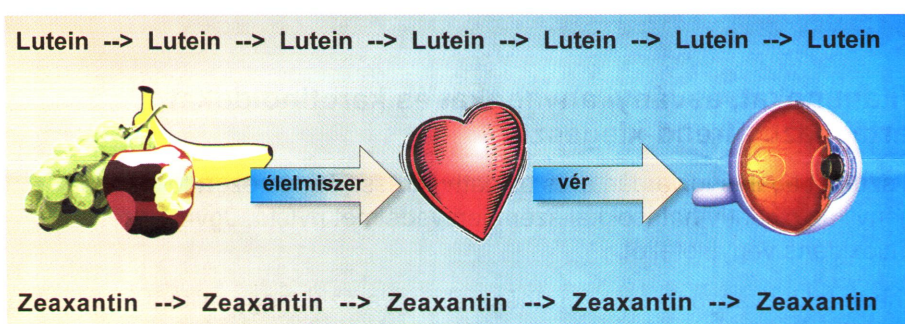 Lutein --> Lutein --> Lutein --> Lutein --> Lutein --> Lutein --> Lutein
élelmiszer
vér
Zeaxantin --> Zeaxantin --> Zeaxantin --> Zeaxantin --> Zeaxantin